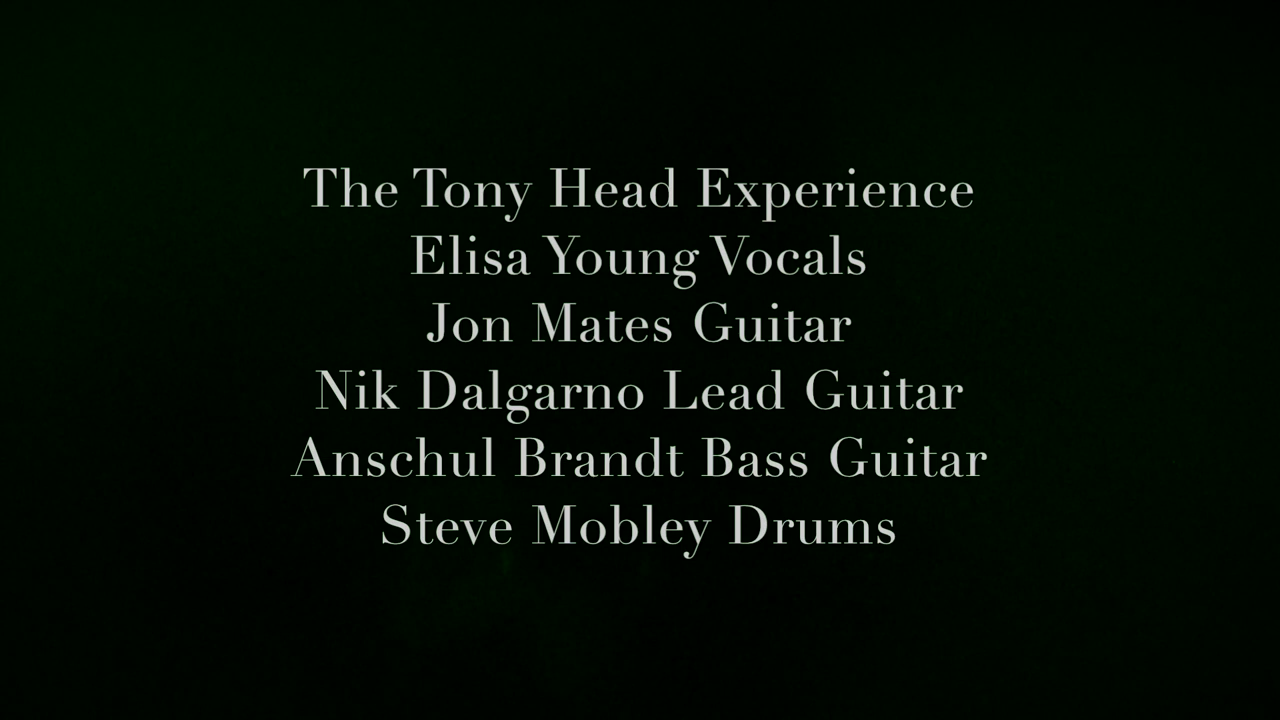 The Tony Head Experience
Elisa Young Vocals
Jon Mates Guitar
Nik Dalgarno Lead Guitar
Anschul Brandt Bass Guitar
Steve Mobley Drums